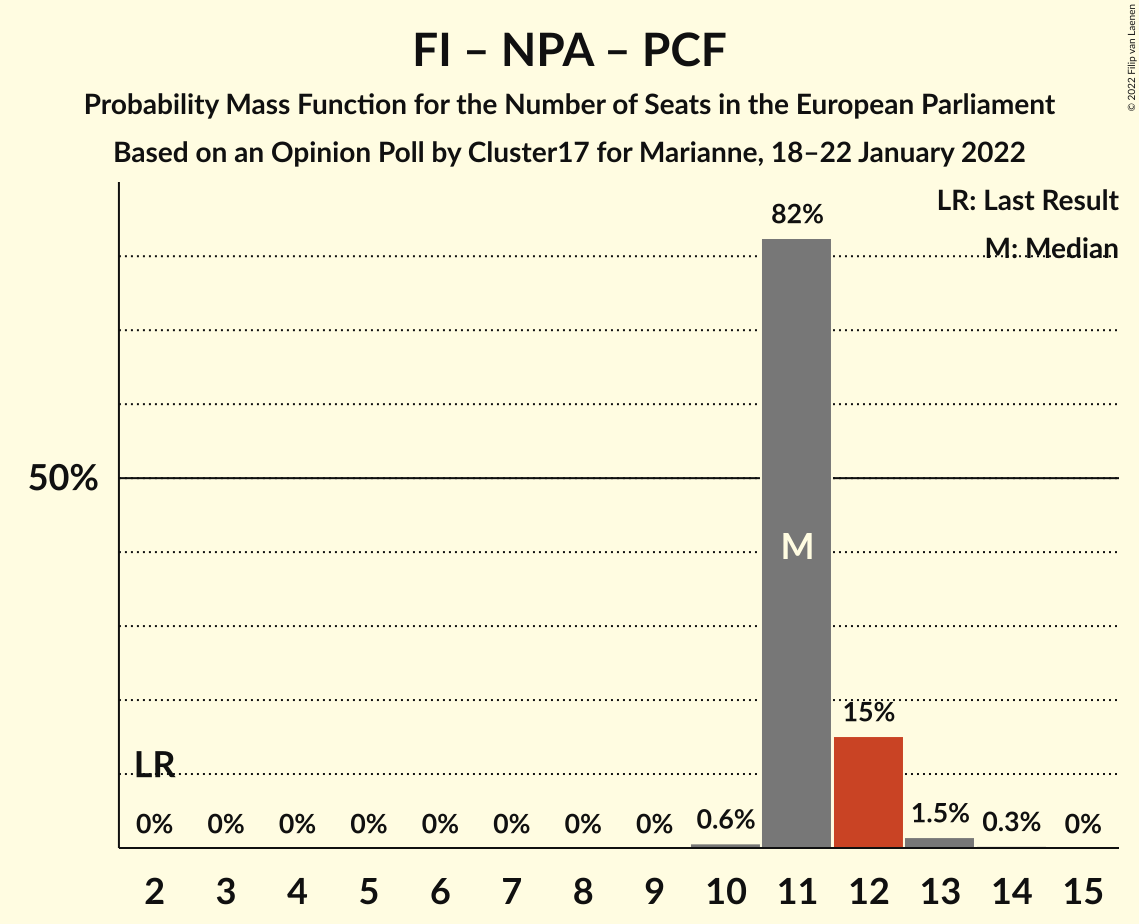 FI – NPA – PCF
Probability Mass Function for the Number of Seats in the European Parliament
Based on an Opinion Poll by Cluster17 for Marianne, 18–22 January 2022
© 2022 Filip van Laenen
LR: Last Result
M: Median
82%
50%
M
15%
LR
0% 0% 0% 0% 0% 0% 0% 0% 0.6% 1.5% 0.3% 0%
2 3 4 5 6 7 8 9 10 11 12 13 14 15